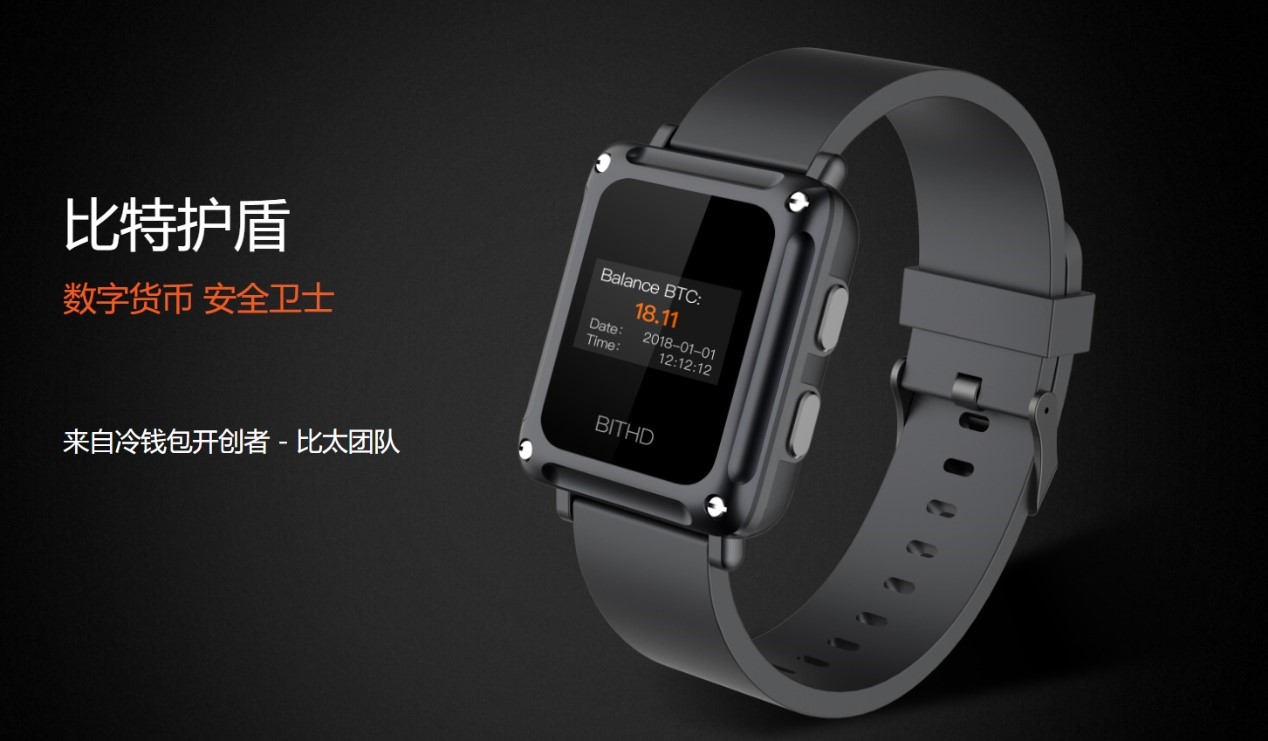 比特护盾
数字货币 安全卫士
来自冷钱包开创者 - 比太团队
Balance BTC:
18.11
Date: 2018-01-01
Time: 12:12:12
BITHD